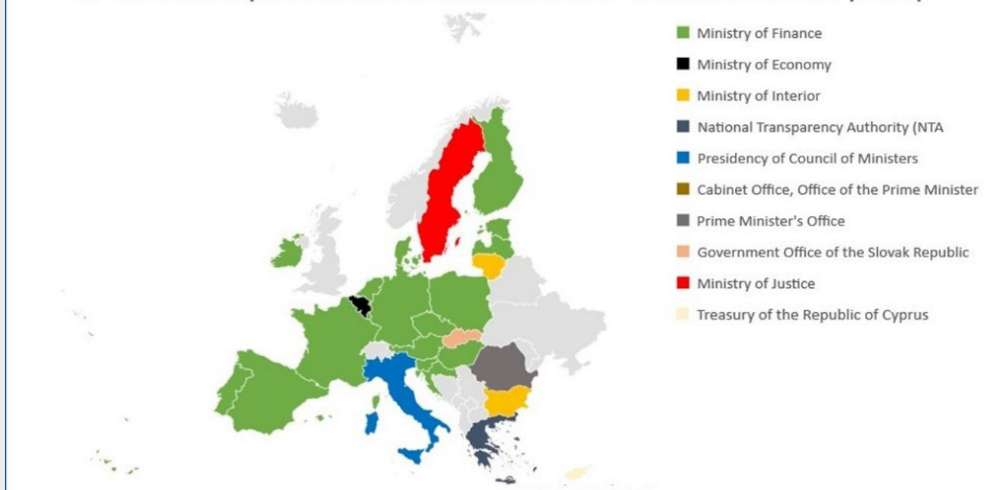 Ministry of Finance
Ministry of Economy
Ministry of Interior
National Transparency Authority (NTA
Presidency of Council of Ministers
Cabinet Office, Office of the Prime Minister
Prime Minister's Office
Government Office of the Slovak Republic
Ministry of Justice
Treasury of the Republic of Cyprus